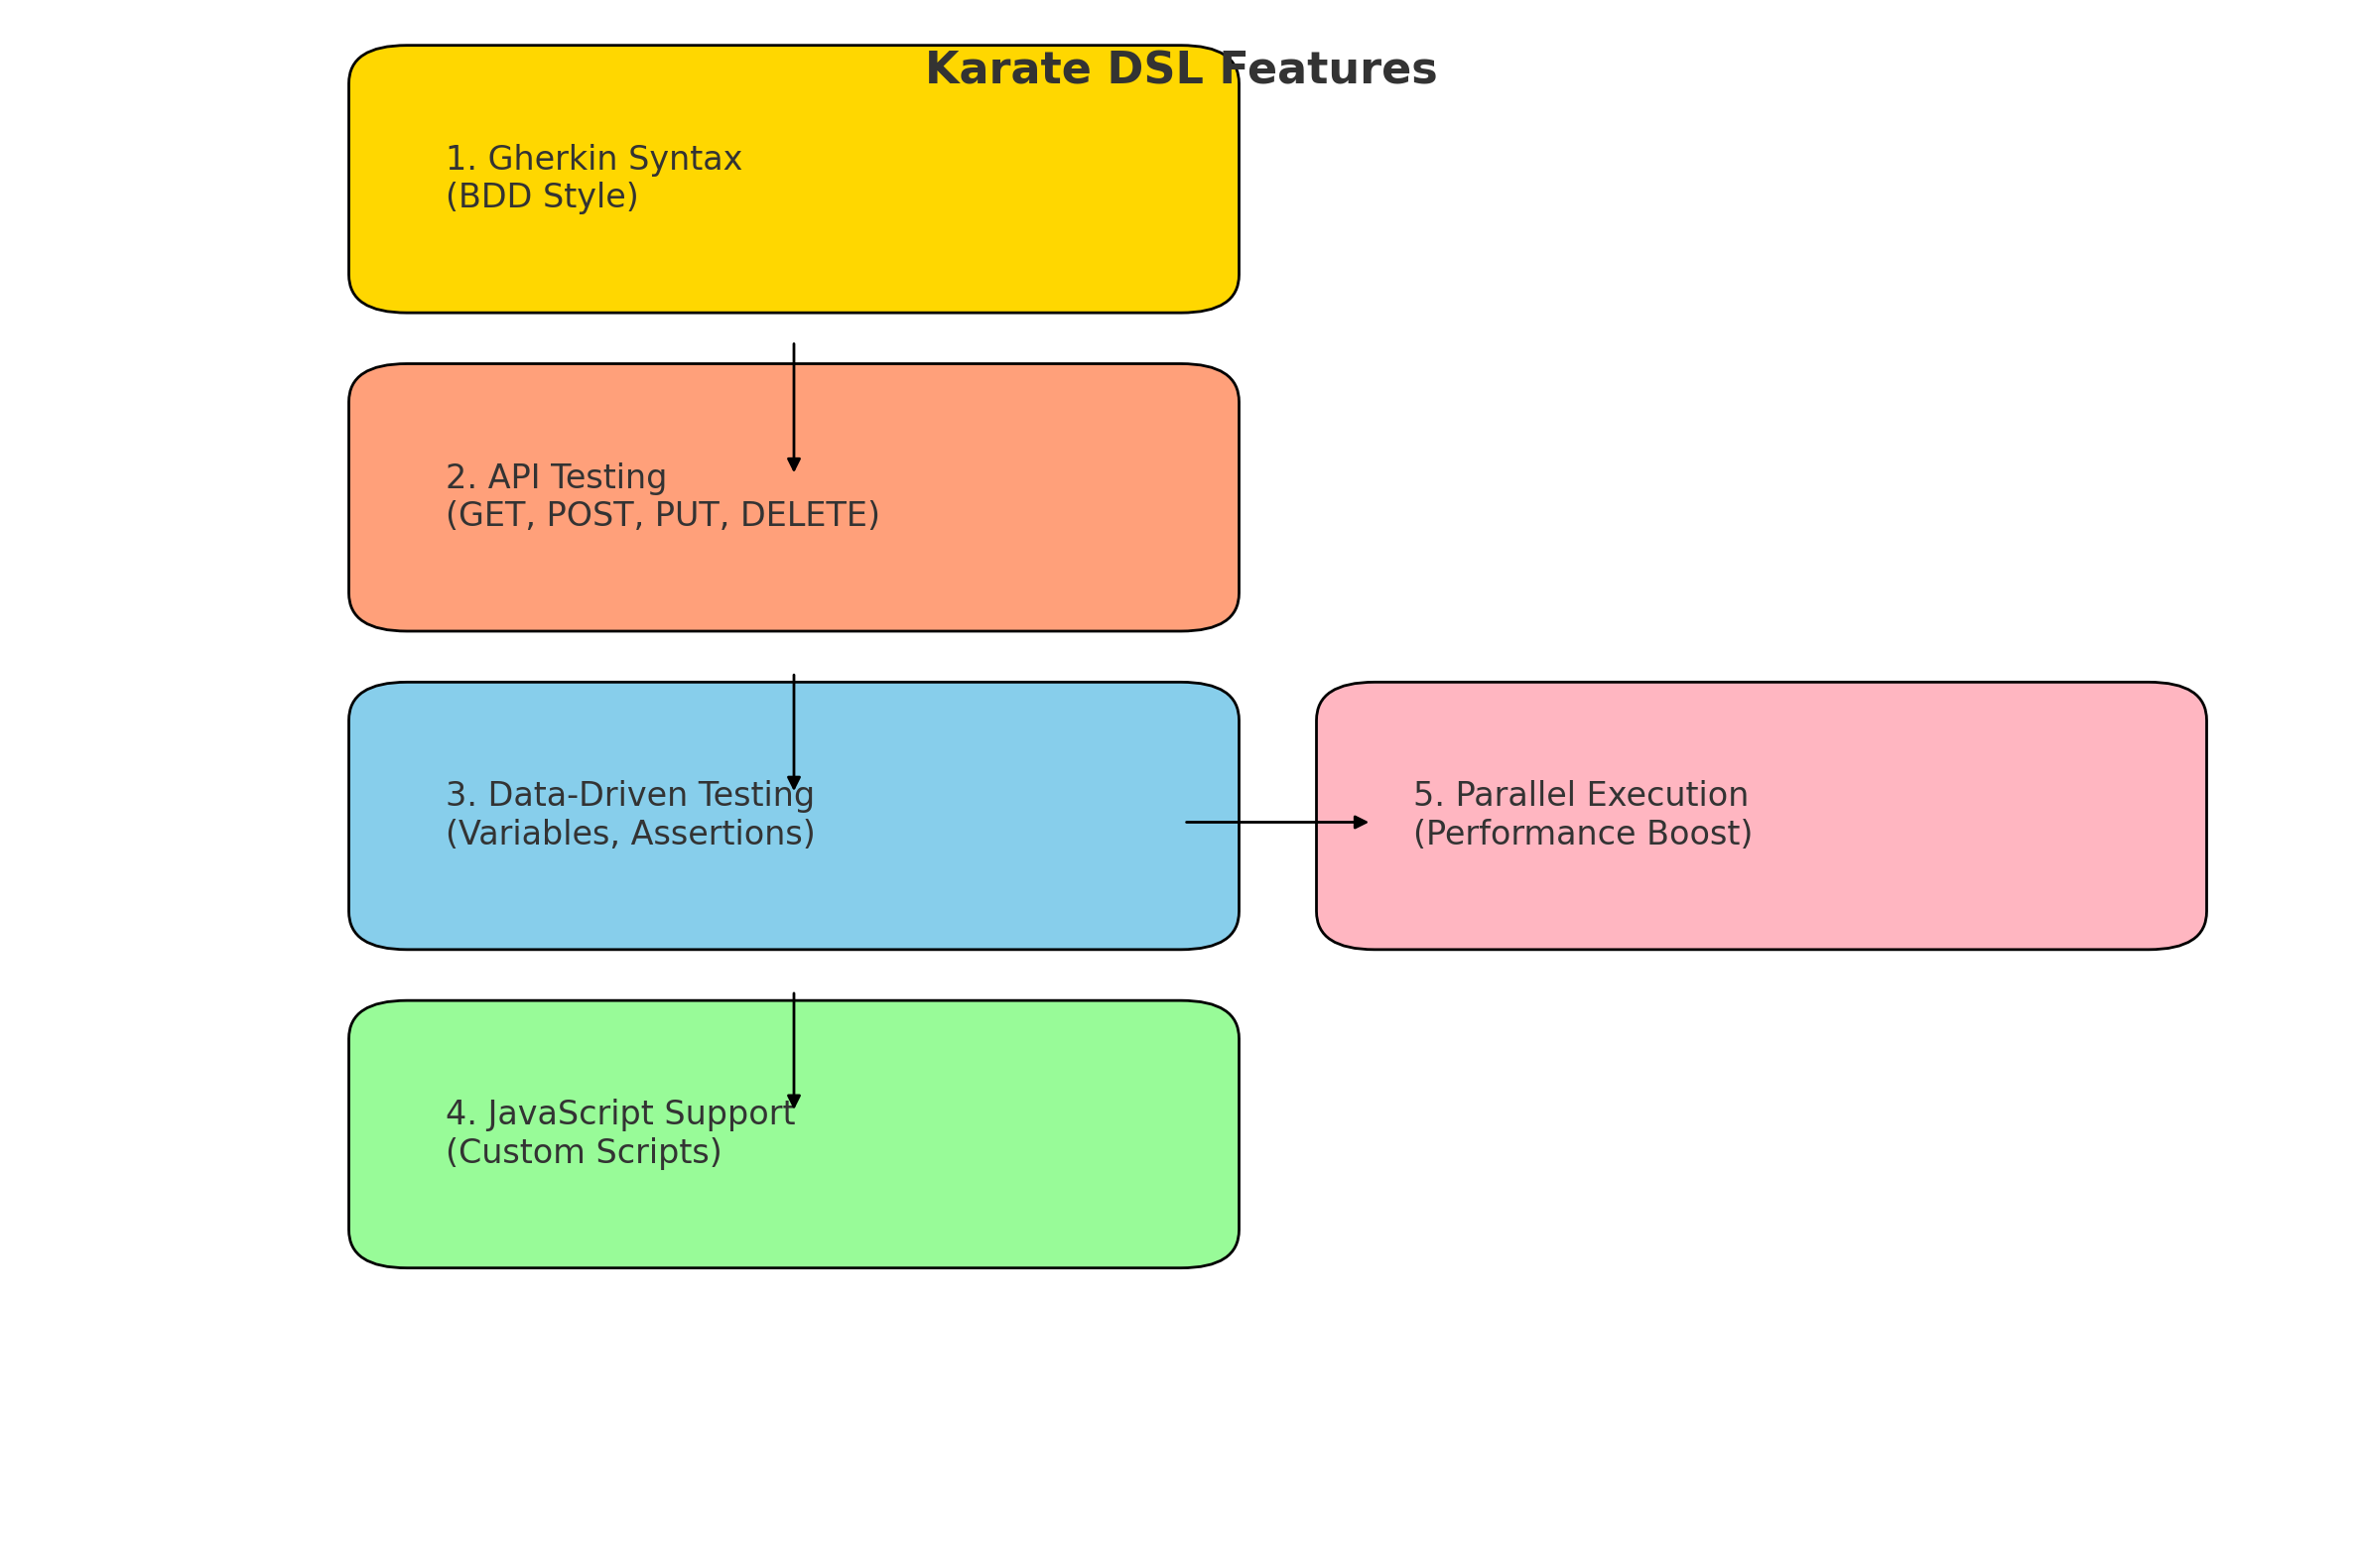 Karate DSL Features
1. Gherkin Syntax
(BDD Style)
2. API Testing
(GET, POST, PUT, DELETE)
3. Data-Driven Testing
(Variables, Assertions)
5. Parallel Execution
(Performance Boost)
4. JavaScript Support
(Custom Scripts)